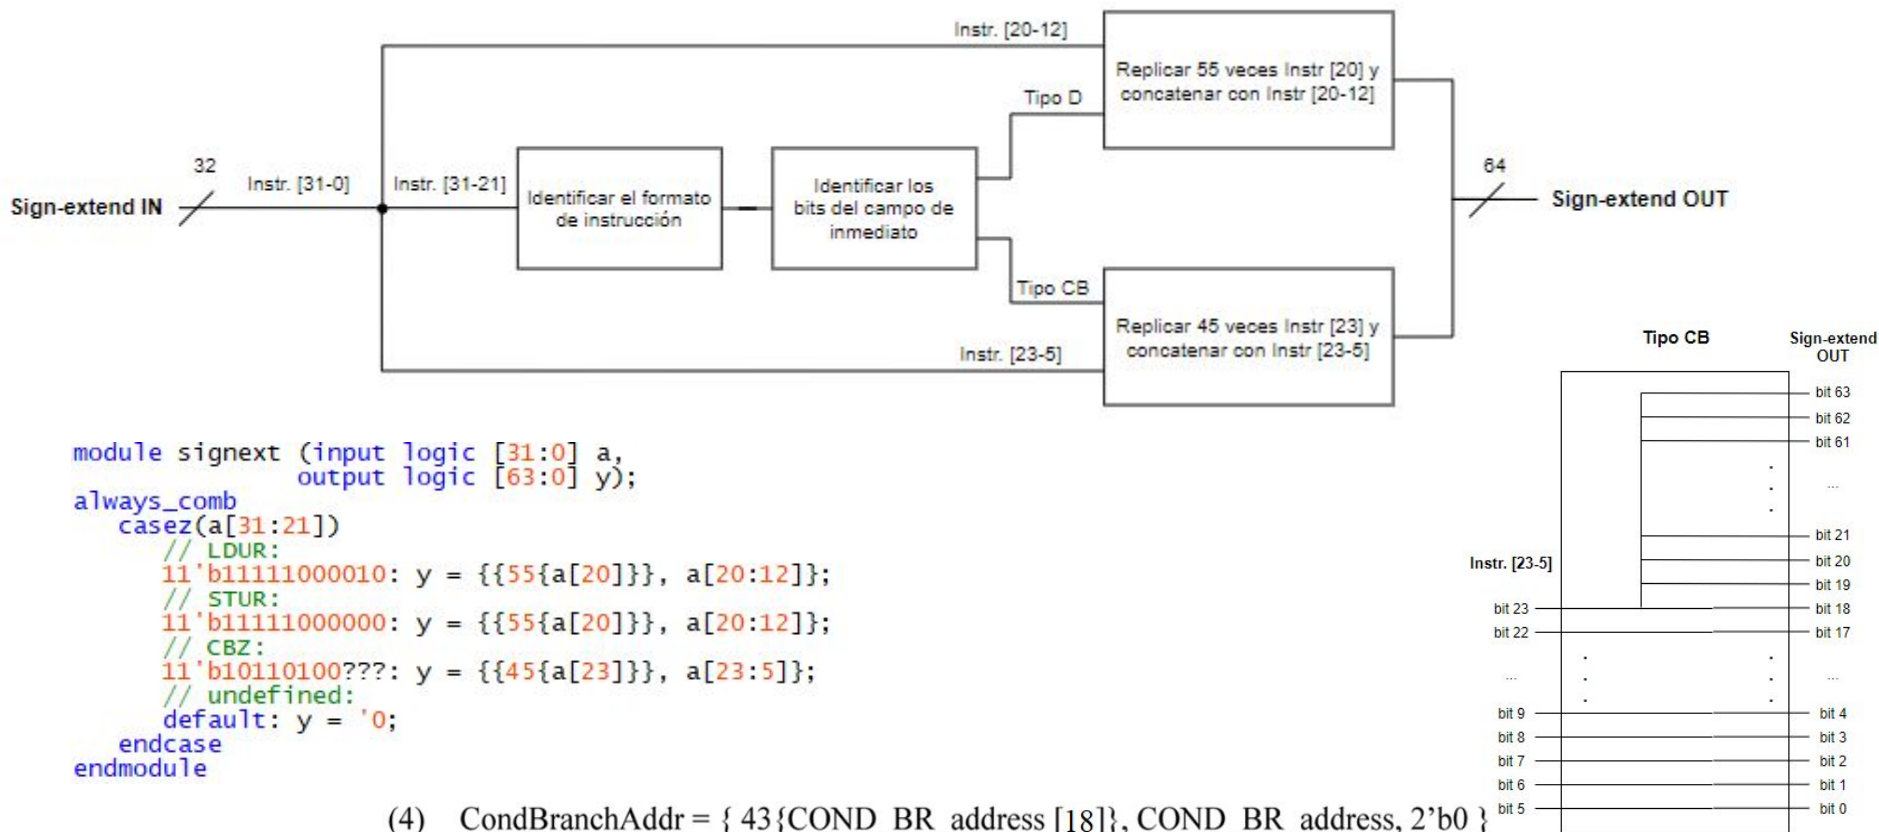 Instr. [20-12]
Replicar 55 veces Instr [20] y
concatenar con Instr [20-12]
Tipo D
32
Instr. [31-0]
Instr. [31-21]
Sign-extend IN
Identificar el formato
de instrucción
Identificar los
bits del campo de
inmediato
64
Sign-extend OUT
Tipo CB
Replicar 45 veces Instr [23] y
concatenar con Instr [23-5]
Instr. [23-5]
module signext (input logic [31:0] a,
output logic [63:0] y);
always_comb
casez(a[31:21])
// LDUR:
11'b11111000010: y = {{55{a[20]}}, a[20:12]};
// STUR:
11'b11111000000: y = {{55{a[20]}}, a[20:12]};
// CBZ:
11'b10110100???: y = {{45{a[23]}}, a[23:5]};
// undefined:
default: y = '0;
endcase
endmodule
Tipo CB
Sign-extend
OUT
bit 63
bit 62
bit 61
...
bit 21
bit 20
bit 19
Instr. [23-5]
bit 23
bit 18
bit 22
bit 17
...
...
bit 9
bit 4
bit 8
bit 3
bit 7
bit 2
bit 6
bit 1
bit 5
bit 0
(4) CondBranchAddr = { 43{COND_BR_address [18]}, COND_BR_address, 2'b0 }